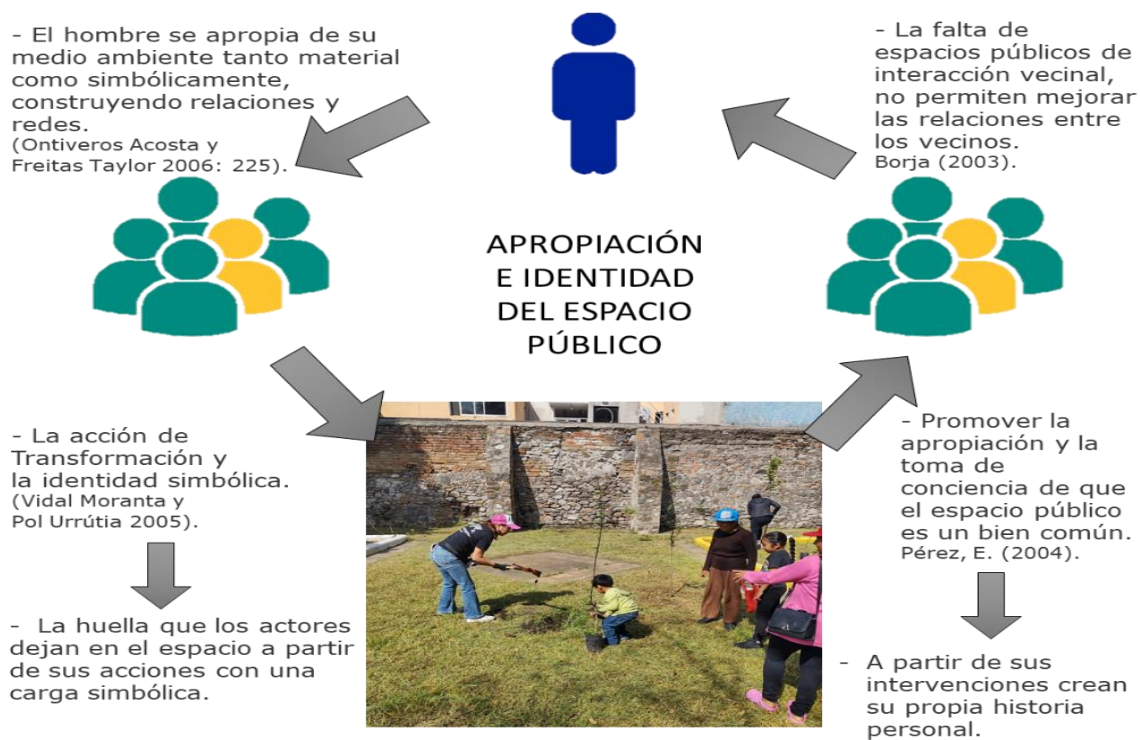 - El hombre se apropia de su
medio ambiente tanto material
como simbólicamente,
construyendo relaciones y
redes.
(Ontiveros Acosta y
Freitas Taylor 2006: 225).
- La falta de
espacios públicos de
interacción vecinal,
no permiten mejorar
las relaciones entre
los vecinos.
Borja (2003).
APROPIACIÓN
E IDENTIDAD
DEL ESPACIO
PÚBLICO
- La acción de
Transformación y
la identidad simbólica.
(Vidal Moranta y
Pol Urrútia 2005).
- La huella que los actores
dejan en el espacio a partir
de sus acciones con una
carga simbólica.
- Promover la
apropiación y la
toma de
conciencia de que
el espacio público
es un bien común.
Pérez, E. (2004).
- A partir de sus
intervenciones crean
su propia historia
personal.